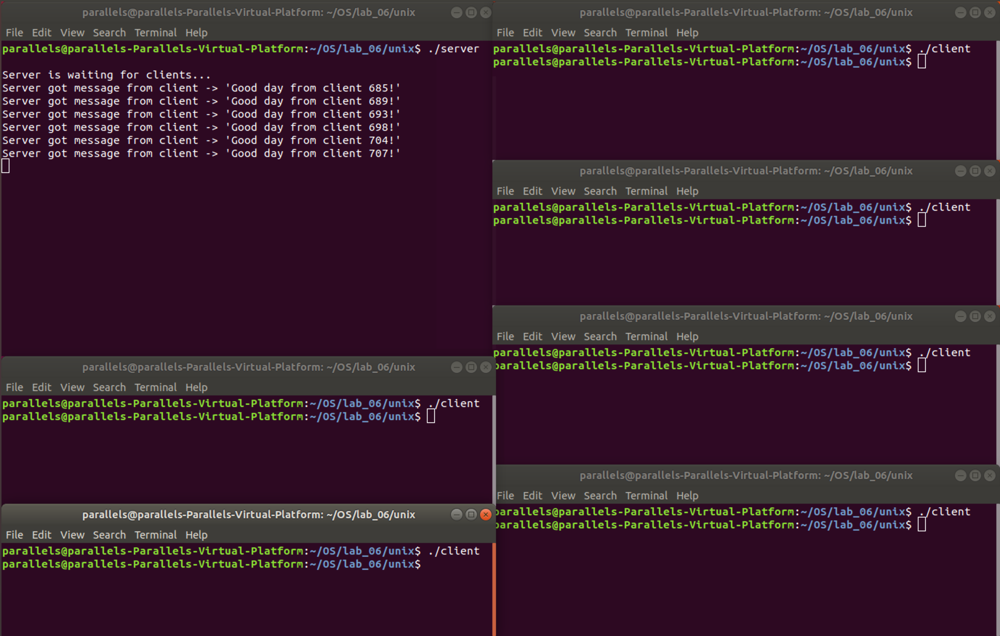 parallels@parallels-Parallels-Virtual-Platform: ~/OS/lab_06/unix
File Edit View Search Terminal Help
parallels@parallels-Parallels-Virtual-Platform:~/OS/lab_06/unix$ ./server
Server is waiting for clients...
Server got message from client -> 'Good day from client 685!'
Server got message from client -> 'Good day from client 689!'
Server got message from client -> 'Good day from client 693!'
Server got message from client -> 'Good day from client 698!'
Server got message from client -> 'Good day from client 704!'
Server got message from client -> 'Good day from client 707!'
parallels@parallels-Parallels-Virtual-Platform: ~/OS/lab_06/unix
File Edit View Search Terminal Help
parallels@parallels-Parallels-Virtual-Platform:~/OS/lab_06/unix$ ./client
parallels@parallels-Parallels-Virtual-Platform:~/OS/lab_06/unix$
parallels@parallels-Parallels-Virtual-Platform: ~/OS/lab_06/unix
File Edit View Search Terminal Help
parallels@parallels-Parallels-Virtual-Platform:~/OS/lab_06/unix$ ./client
parallels@parallels-Parallels-Virtual-Platform:~/OS/lab_06/unix$
parallels@parallels-Parallels-Virtual-Platform: ~/OS/lab_06/unix
File Edit View Search Terminal Help
parallels@parallels-Parallels-Virtual-Platform:~/OS/lab_06/unix$ ./client
parallels@parallels-Parallels-Virtual-Platform:~/OS/lab_06/unix$
parallels@parallels-Parallels-Virtual-Platform: ~/OS/lab_06/unix
File Edit View Search Terminal Help
parallels@parallels-Parallels-Virtual-Platform:~/OS/lab_06/unix$ ./client
parallels@parallels-Parallels-Virtual-Platform:~/OS/lab_06/unix$
parallels@parallels-Parallels-Virtual-Platform: ~/OS/lab_06/unix
File Edit View Search Terminal Help
parallels@parallels-Parallels-Virtual-Platform:~/OS/lab_06/unix$ ./client
parallels@parallels-Parallels-Virtual-Platform:~/OS/lab_06/unix$
parallels@parallels-Parallels-Virtual-Platform: ~/OS/lab_06/unix
File Edit View Search Terminal Help
parallels@parallels-Parallels-Virtual-Platform:~/OS/lab_06/unix$ ./client
parallels@parallels-Parallels-Virtual-Platform:~/OS/lab_06/unix$